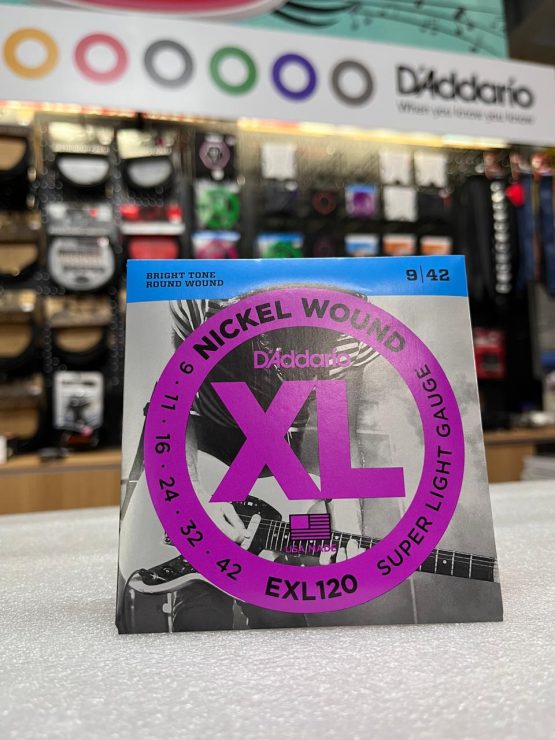 D'Addario
When you know you know
BRIGHT TONE
ROUND WOUND
9|42
NICKEL WOUND
D'Addario
XL
9 · 11 · 16 · 24 · 32 · 42
SUPER LIGHT GAUGE
USA MADE
EXL120